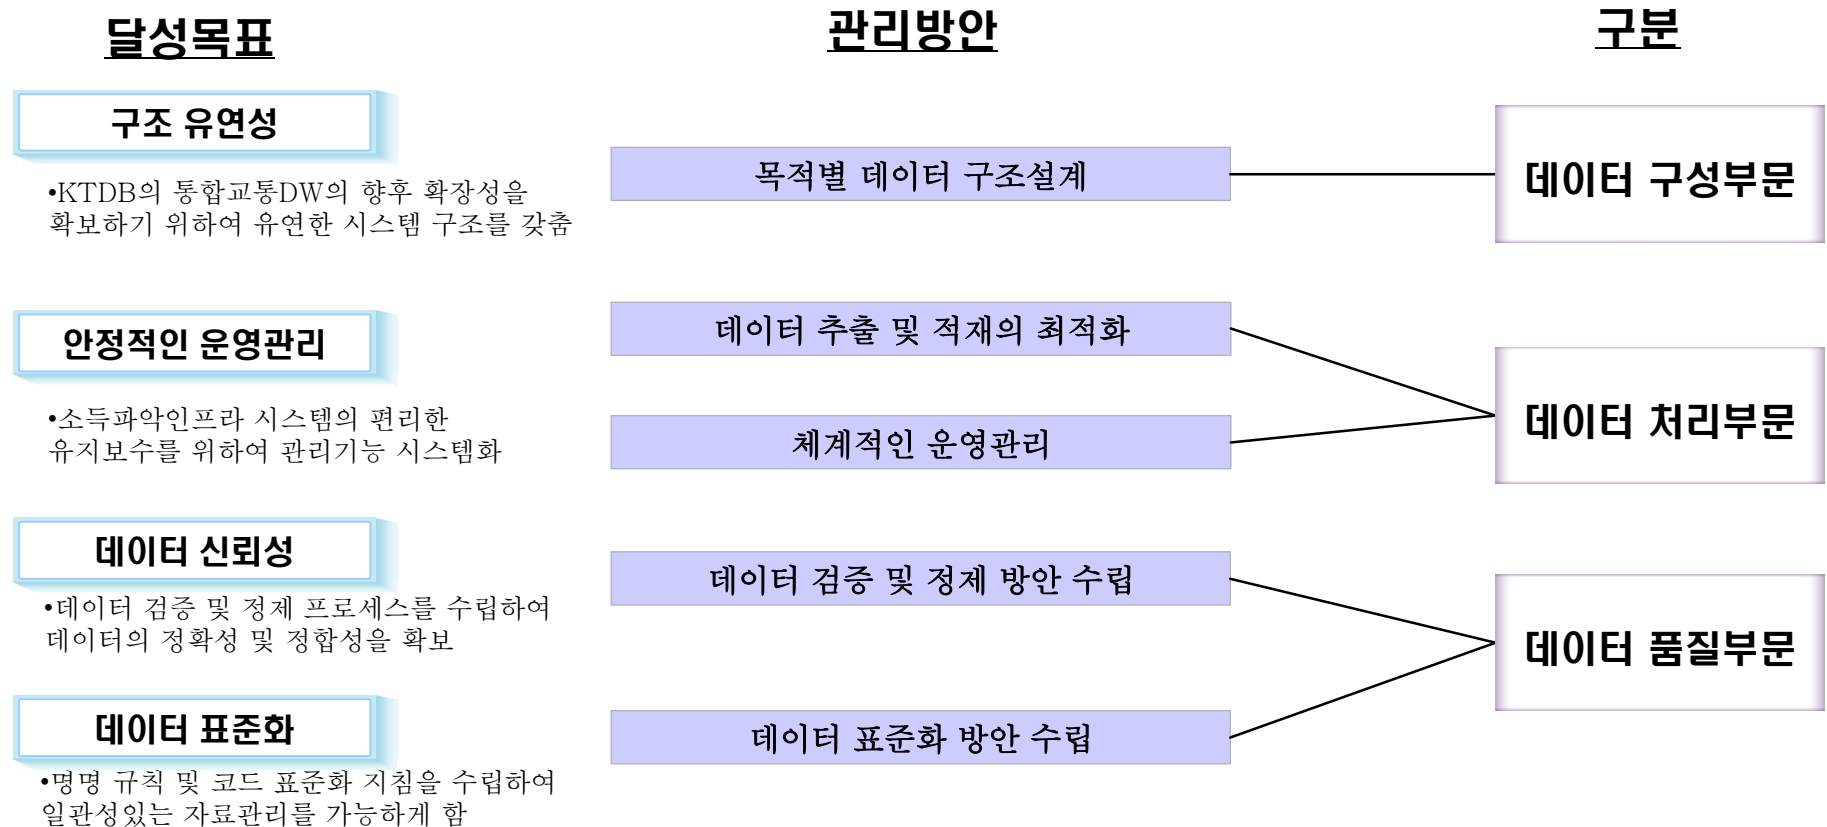 달성목표
관리방안
구분
구조 유연성
•KTDB의 통합교통DW의 향후 확장성을
확보하기 위하여 유연한 시스템 구조를 갖춤
목적별 데이터 구조설계
데이터 구성부문
안정적인 운영관리
•소득파악인프라 시스템의 편리한
유지보수를 위하여 관리기능 시스템화
데이터 추출 및 적재의 최적화
체계적인 운영관리
데이터 처리부문
데이터 신뢰성
•데이터 검증 및 정제 프로세스를 수립하여
데이터의 정확성 및 정합성을 확보
데이터 검증 및 정제 방안 수립
데이터 품질부문
데이터 표준화
•명명 규칙 및 코드 표준화 지침을 수립하여
일관성있는 자료관리를 가능하게 함
데이터 표준화 방안 수립